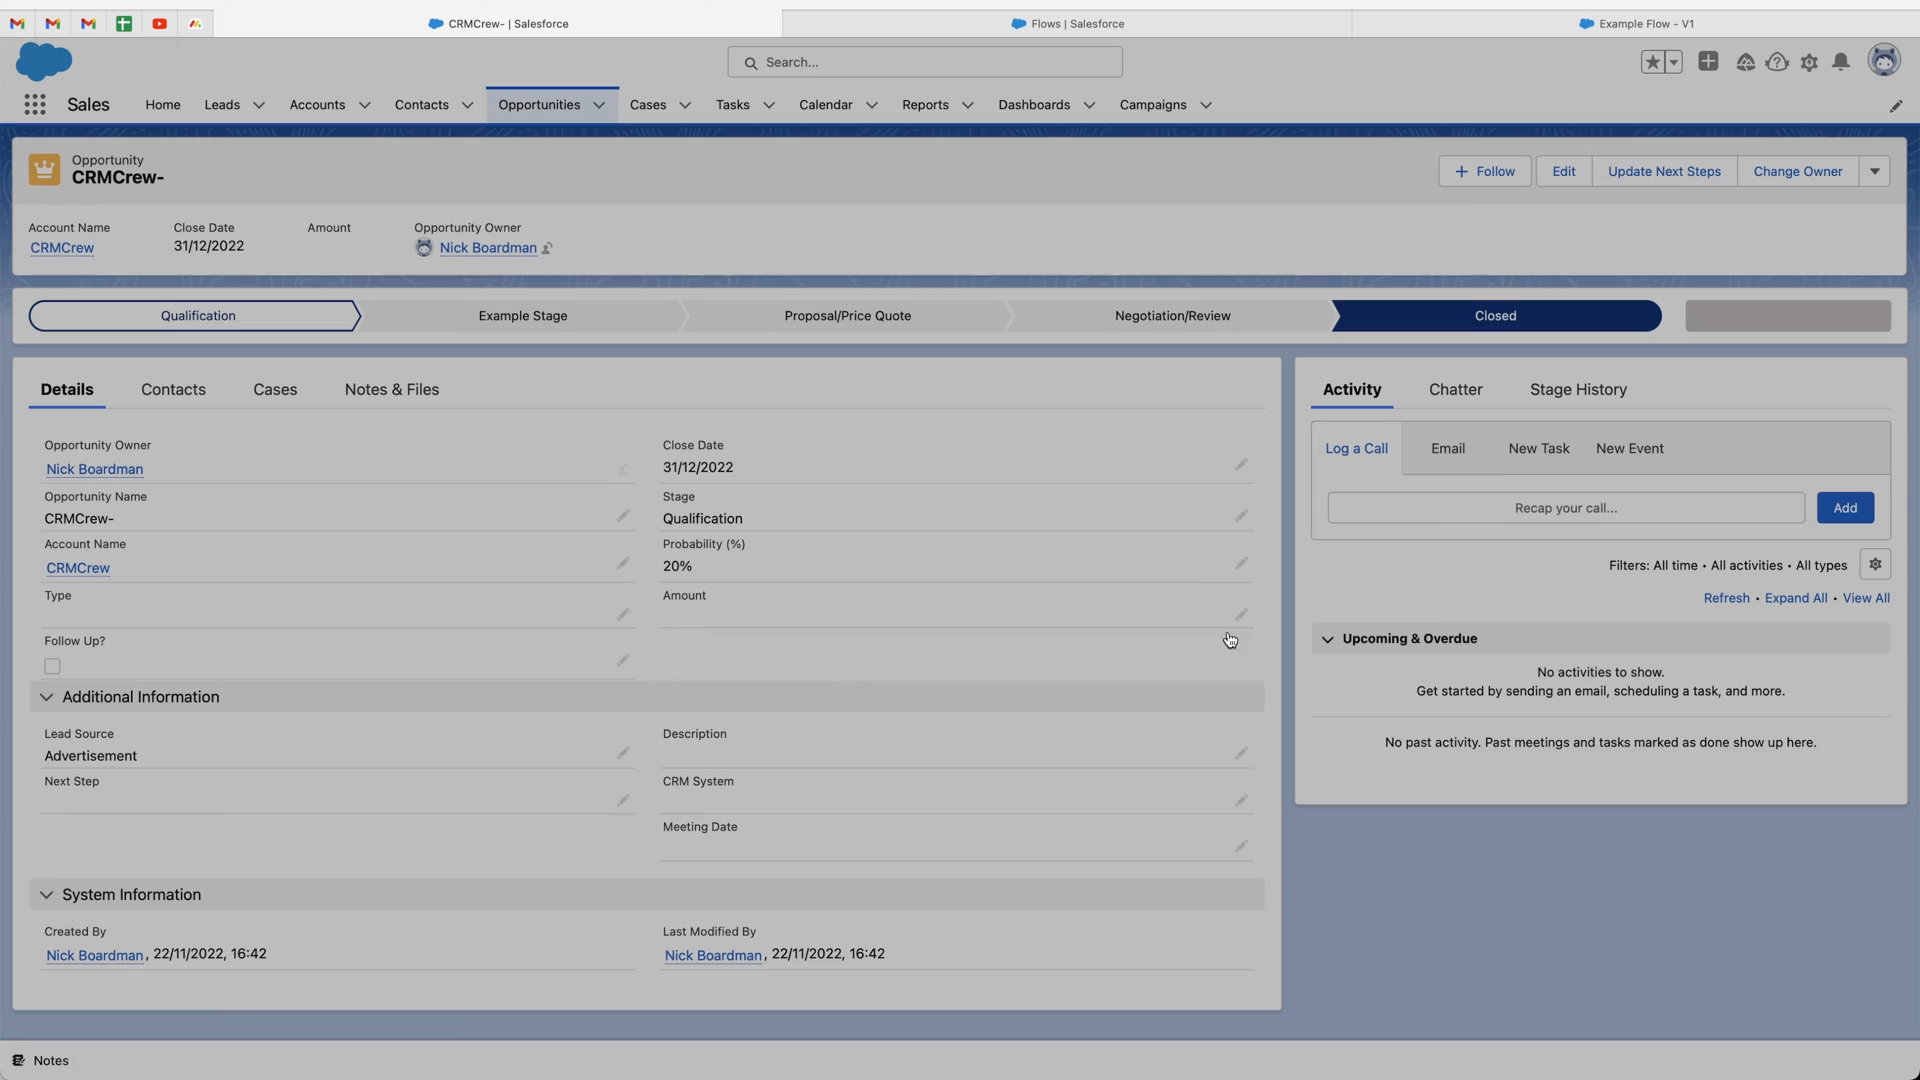 CRMCrew- | Salesforce
Flows | Salesforce
Example Flow - V1
Search...
Sales
Home
Leads
Accounts
Contacts
Opportunities
Cases
Tasks
Calendar
Reports
Dashboards
Campaigns
Opportunity
CRMCrew-
Follow
Edit
Update Next Steps
Change Owner
Account Name
CRMCrew
Close Date
31/12/2022
Amount
Opportunity Owner
Nick Boardman
Qualification
Example Stage
Proposal/Price Quote
Negotiation/Review
Closed
Details
Contacts
Cases
Notes & Files
Opportunity Owner
Nick Boardman
Close Date
31/12/2022
Opportunity Name
CRMCrew-
Stage
Qualification
Account Name
CRMCrew
Probability (%)
20%
Type
Amount
Follow Up?
Additional Information
Lead Source
Advertisement
Description
Next Step
CRM System
Meeting Date
System Information
Created By
Nick Boardman, 22/11/2022, 16:42
Last Modified By
Nick Boardman, 22/11/2022, 16:42
Activity
Chatter
Stage History
Log a Call
Email
New Task
New Event
Recap your call...
Add
Filters: All time • All activities • All types
Refresh • Expand All • View All
Upcoming & Overdue
No activities to show.
Get started by sending an email, scheduling a task, and more.
No past activity. Past meetings and tasks marked as done show up here.
Notes